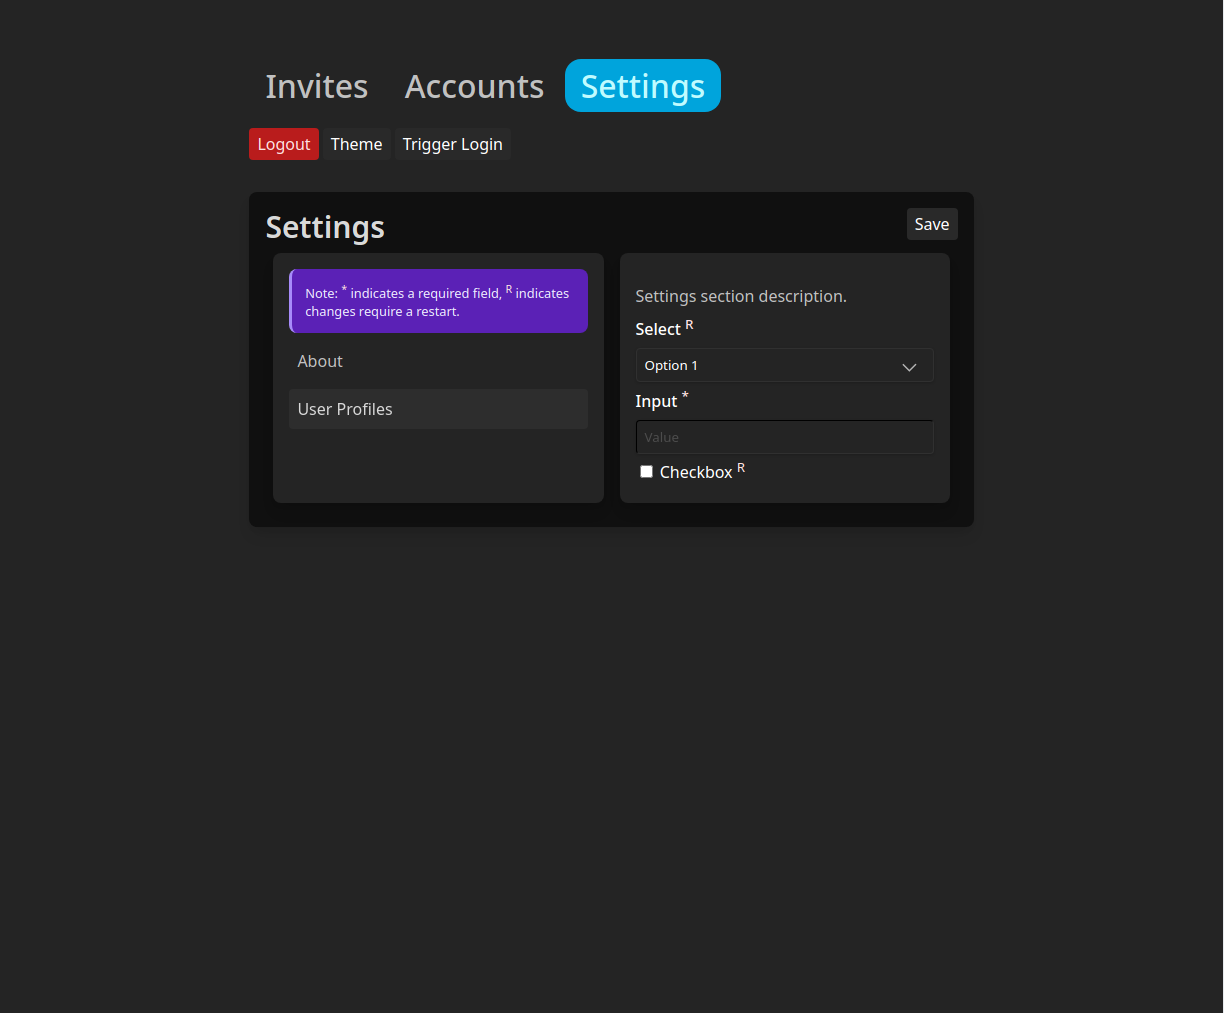 Invites Accounts Settings
Logout Theme Trigger Login
Settings Save
Note: * indicates a required field, R indicates
changes require a restart.
About
User Profiles
Settings section description.
Select R
Option 1
Input *
Value
Checkbox R